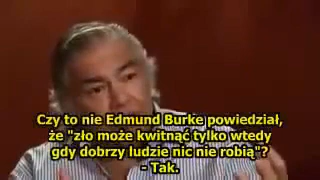 Czy to nie Edmund Burke powiedział,
że "zło może kwitnąć tylko wtedy
gdy dobrzy ludzie nic nie robią"?
- Tak.